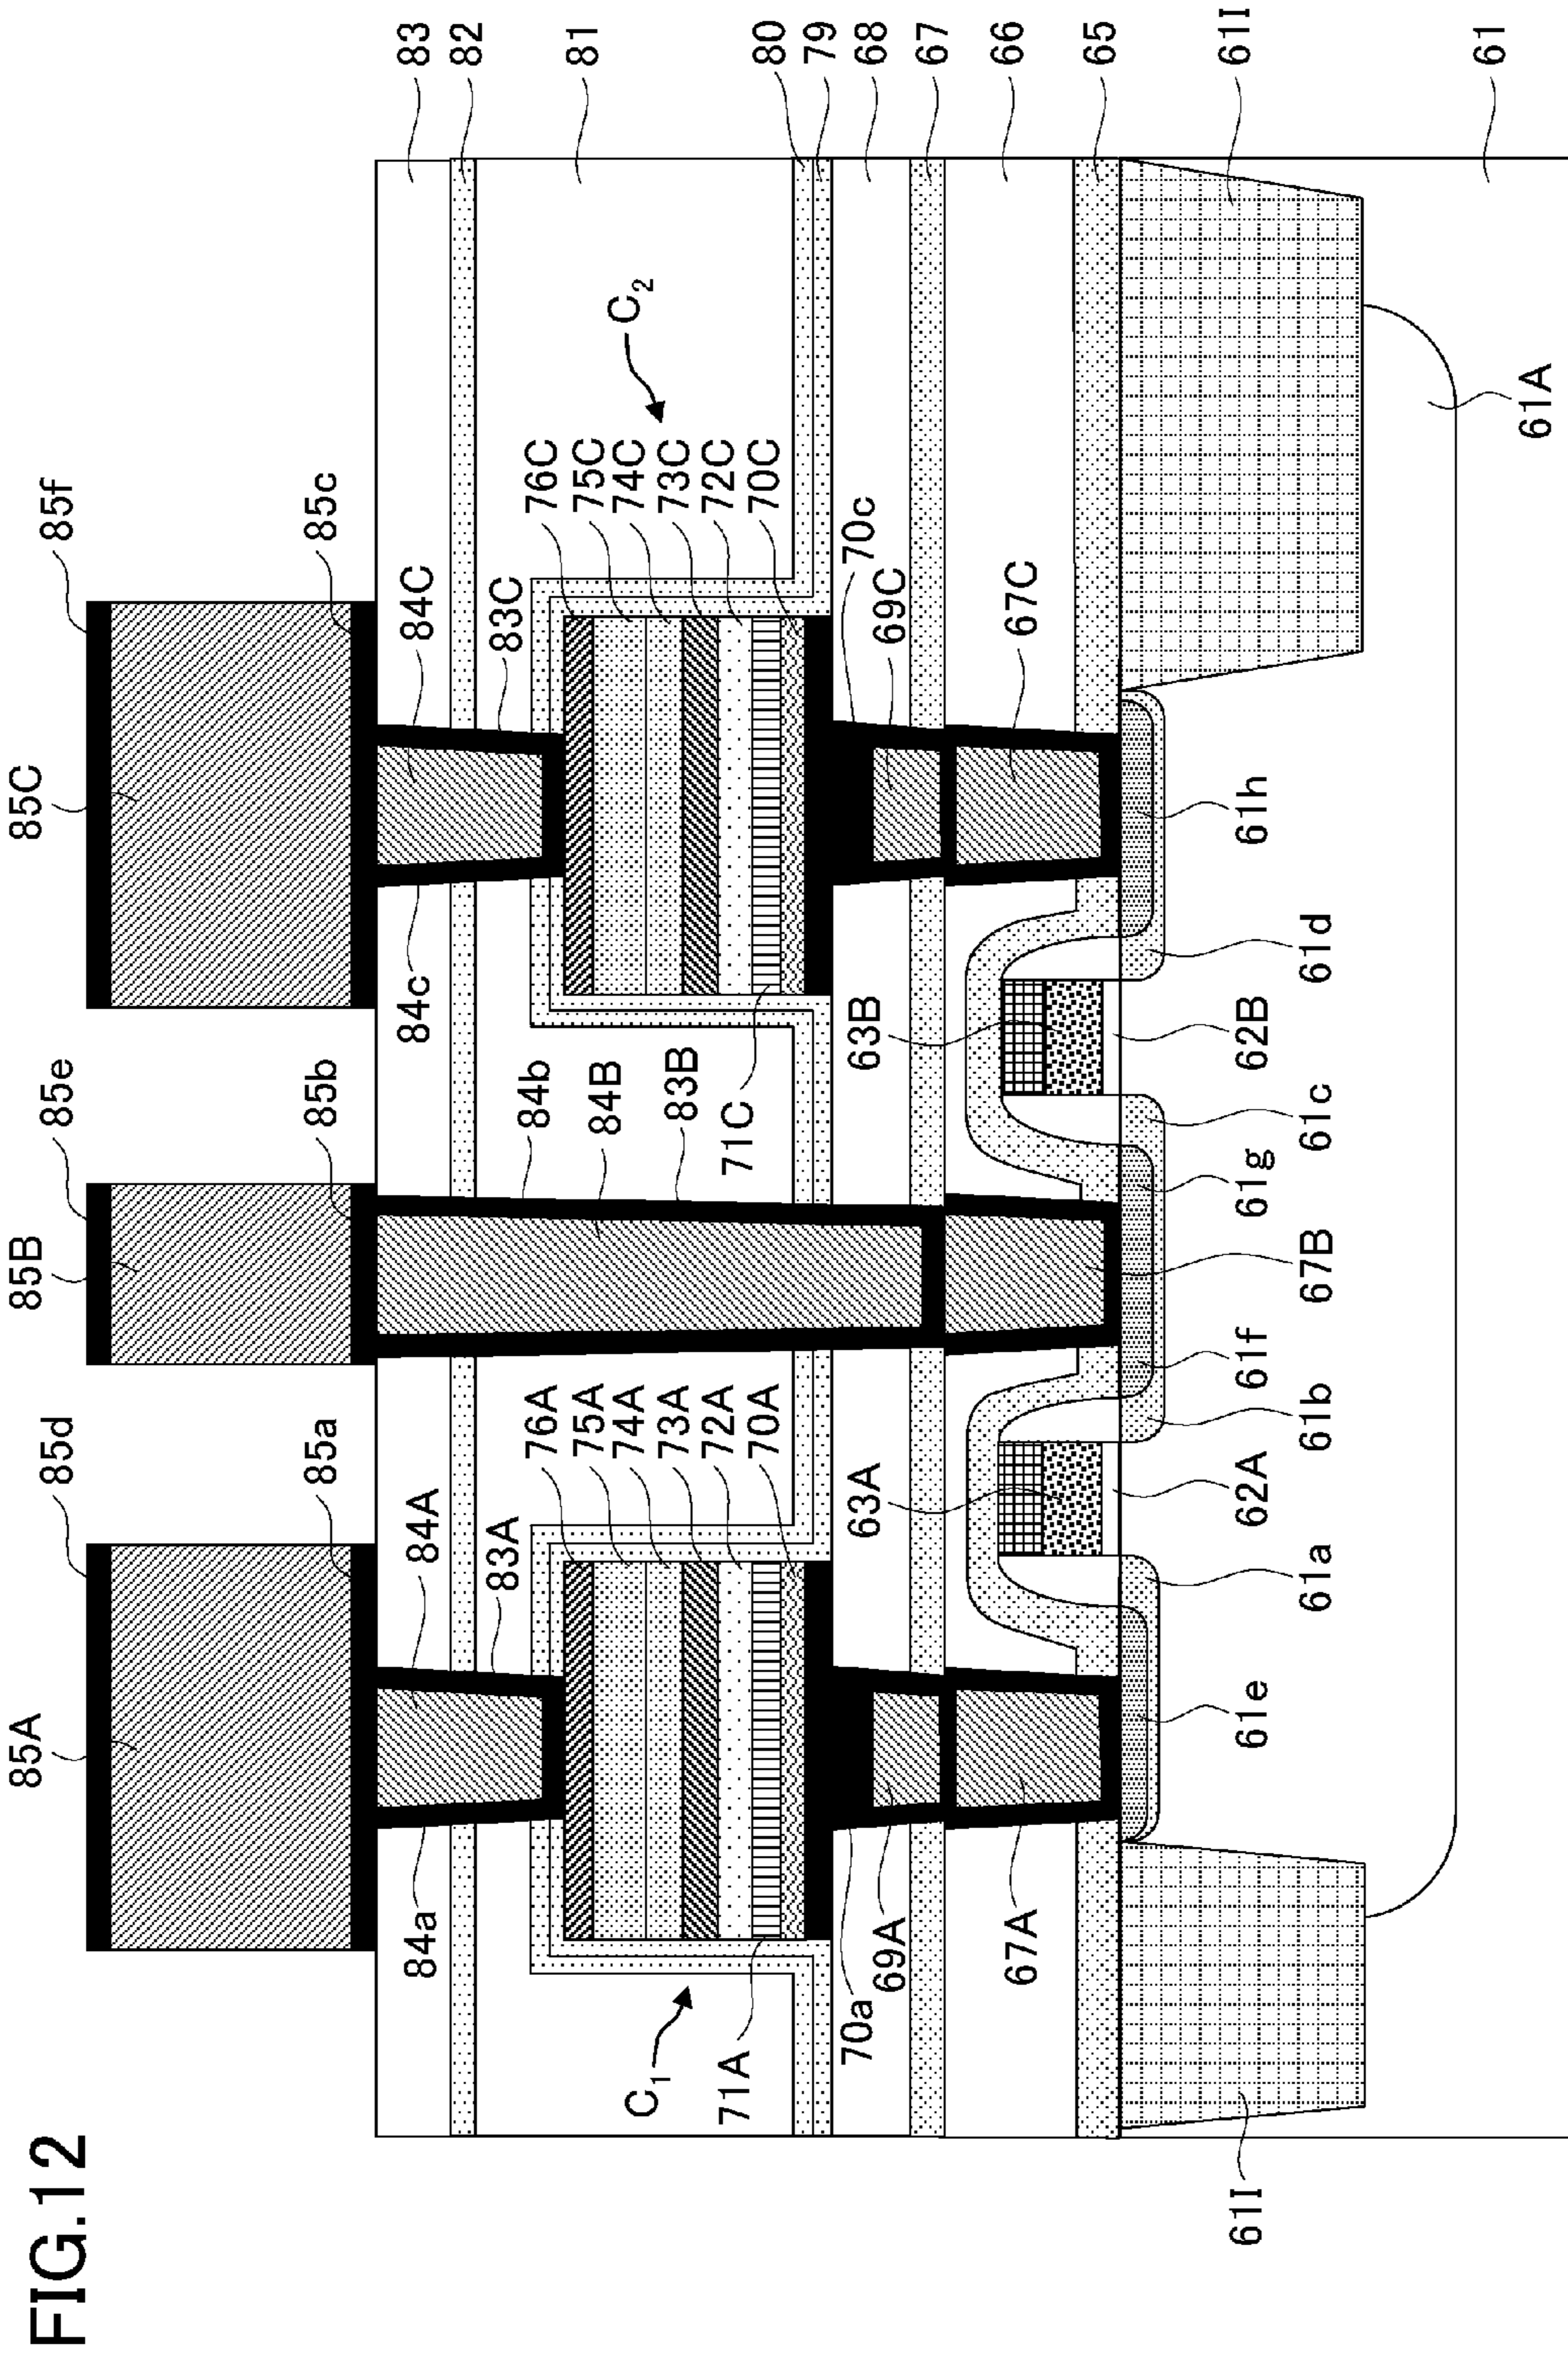 FIG.12
85A
85d
85B
85e
85C
85f
85a
85b
85c
84a
84A
83A
84c
84C
83C
84b
84B
83B
83
82
81
80
79
68
67
66
65
61I
61
C1
71A
76A
75A
74A
73A
72A
70A
71C
76C
75C
74C
73C
72C
70C
C2
70a
69A
63A
63B
70c
69C
67A
67C
61I
61e
61a
62A
61b
61f
67B
61g
61c
62B
61d
61h
61A